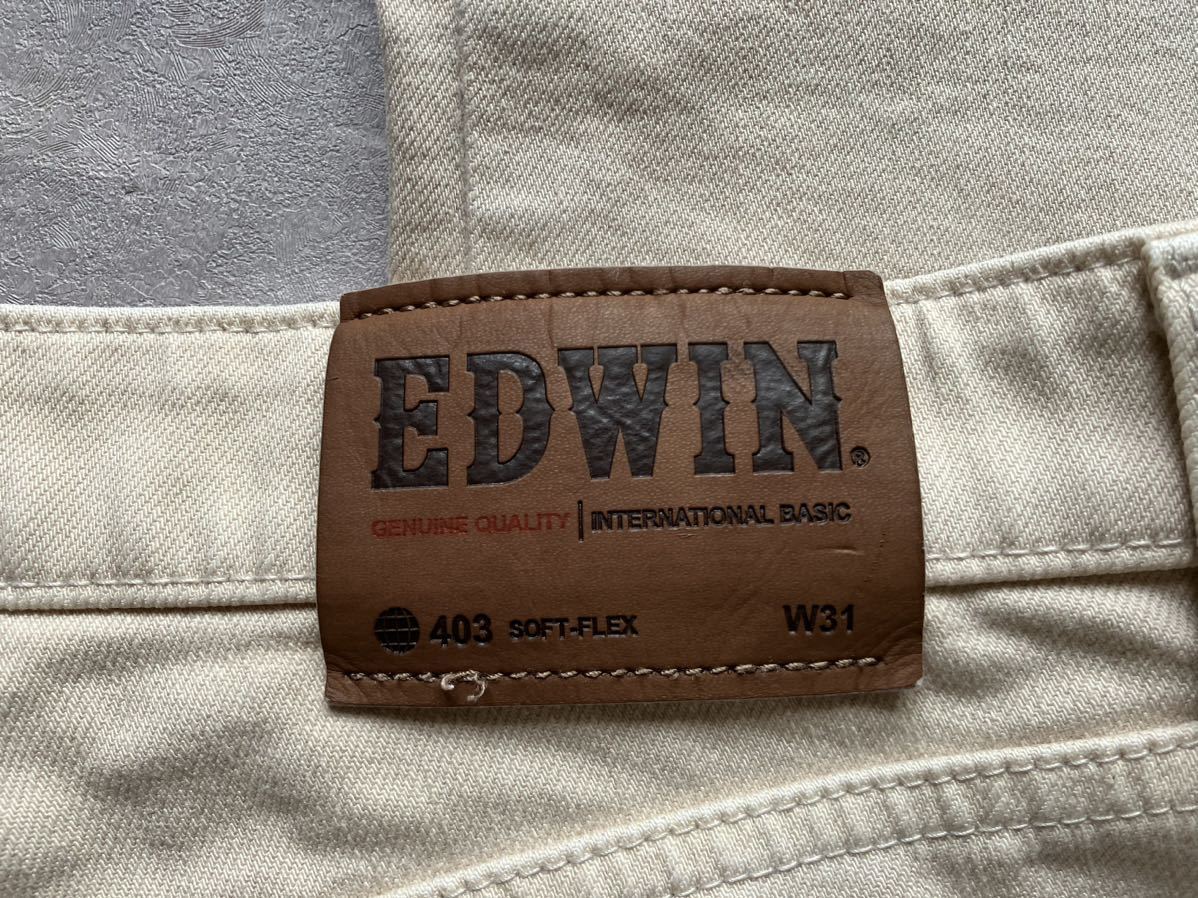 EDWIN®
GENUINE QUALITY | INTERNATIONAL BASIC
403 SOFT-FLEX W31